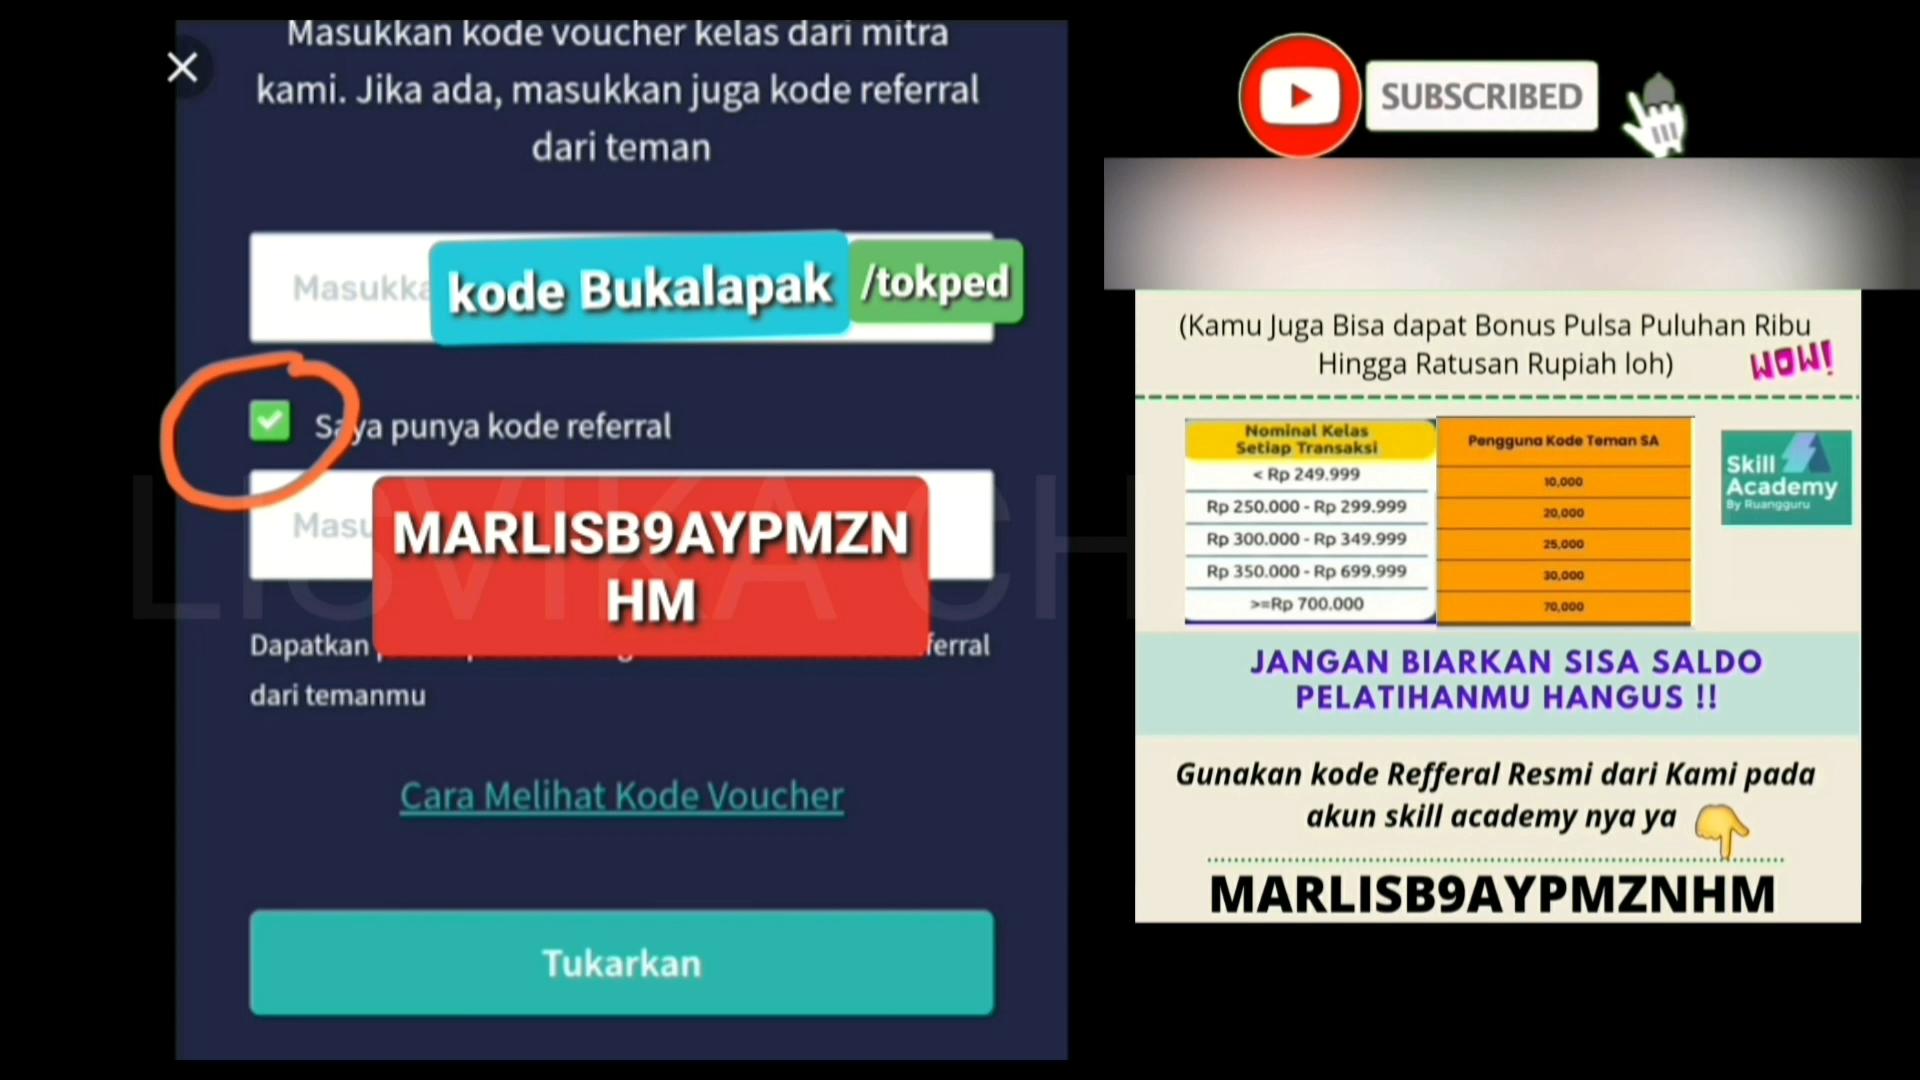 Masukkan kode voucher kelas dari mitra
kami. Jika ada, masukkan juga kode referral
dari teman
kode Bukalapak
/tokped
Saya punya kode referral
MARLISB9AYPMZN
HM
Dapatkan
dari temanmu
Cara Melihat Kode Voucher
Tukarkan
SUBSCRIBED
(Kamu Juga Bisa dapat Bonus Pulsa Puluhan Ribu
Hingga Ratusan Rupiah loh)
WOW!
Nominal Kelas
Setiap Transaksi
Pengguna Kode Teman SA
< Rp 249.999
10,000
Rp 250.000 - Rp 299.999
20,000
Rp 300.000 - Rp 349.999
25,000
Rp 350.000 - Rp 699.999
30,000
>=Rp 700.000
70,000
Skill
Academy
By Ruangguru
JANGAN BIARKAN SISA SALDO
PELATIHANMU HANGUS !!
Gunakan kode Refferal Resmi dari Kami pada
akun skill academy nya ya
MARLISB9AYPMZNHM